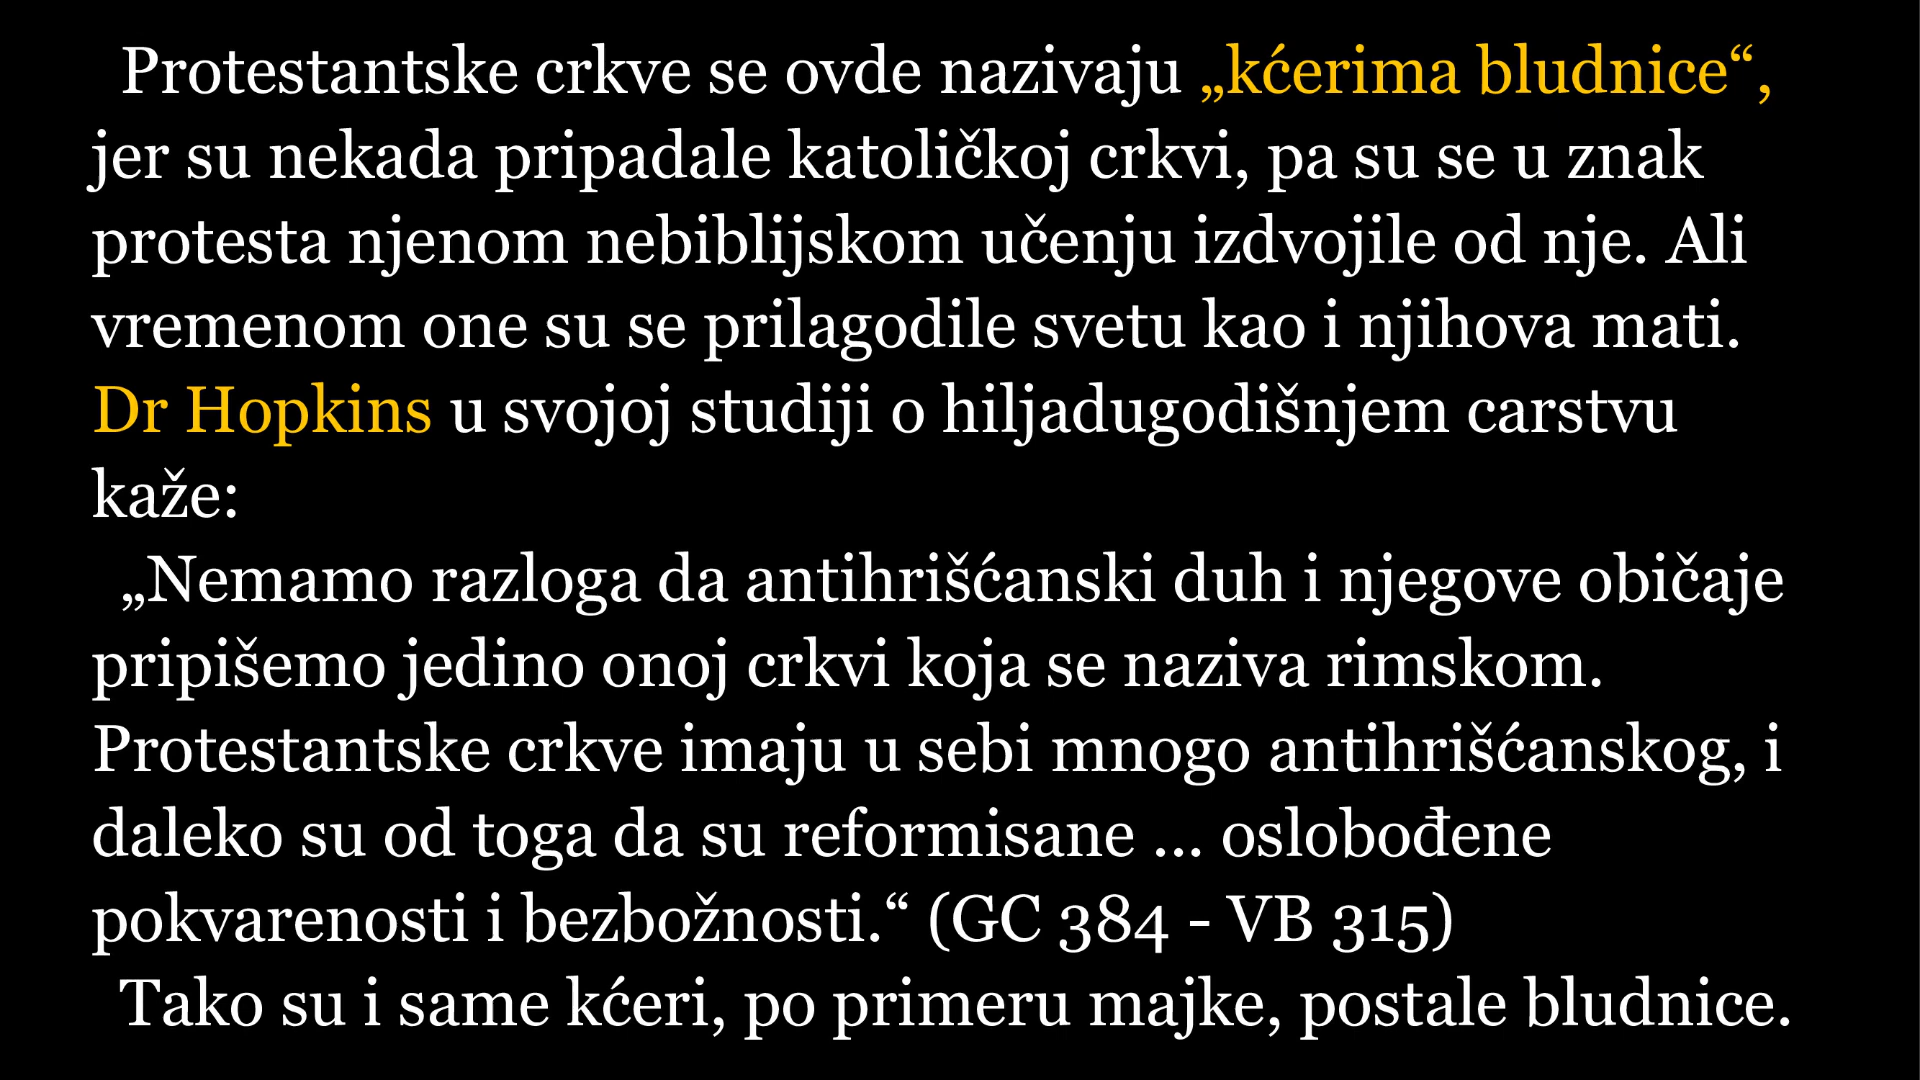 Protestantske crkve se ovde nazivaju „kćerima bludnice“,
jer su nekada pripadale katoličkoj crkvi, pa su se u znak
protesta njenom nebiblijskom učenju izdvojile od nje. Ali
vremenom one su se prilagodile svetu kao i njihova mati.
Dr Hopkins u svojoj studiji o hiljadugodišnjem carstvu
kaže:
„Nemamo razloga da antihrišćanski duh i njegove običaje
pripišemo jedino onoj crkvi koja se naziva rimskom.
Protestantske crkve imaju u sebi mnogo antihrišćanskog, i
daleko su od toga da su reformisane ... oslobođene
pokvarenosti i bezbožnosti.“ (GC 384 - VB 315)
Tako su i same kćeri, po primeru majke, postale bludnice.